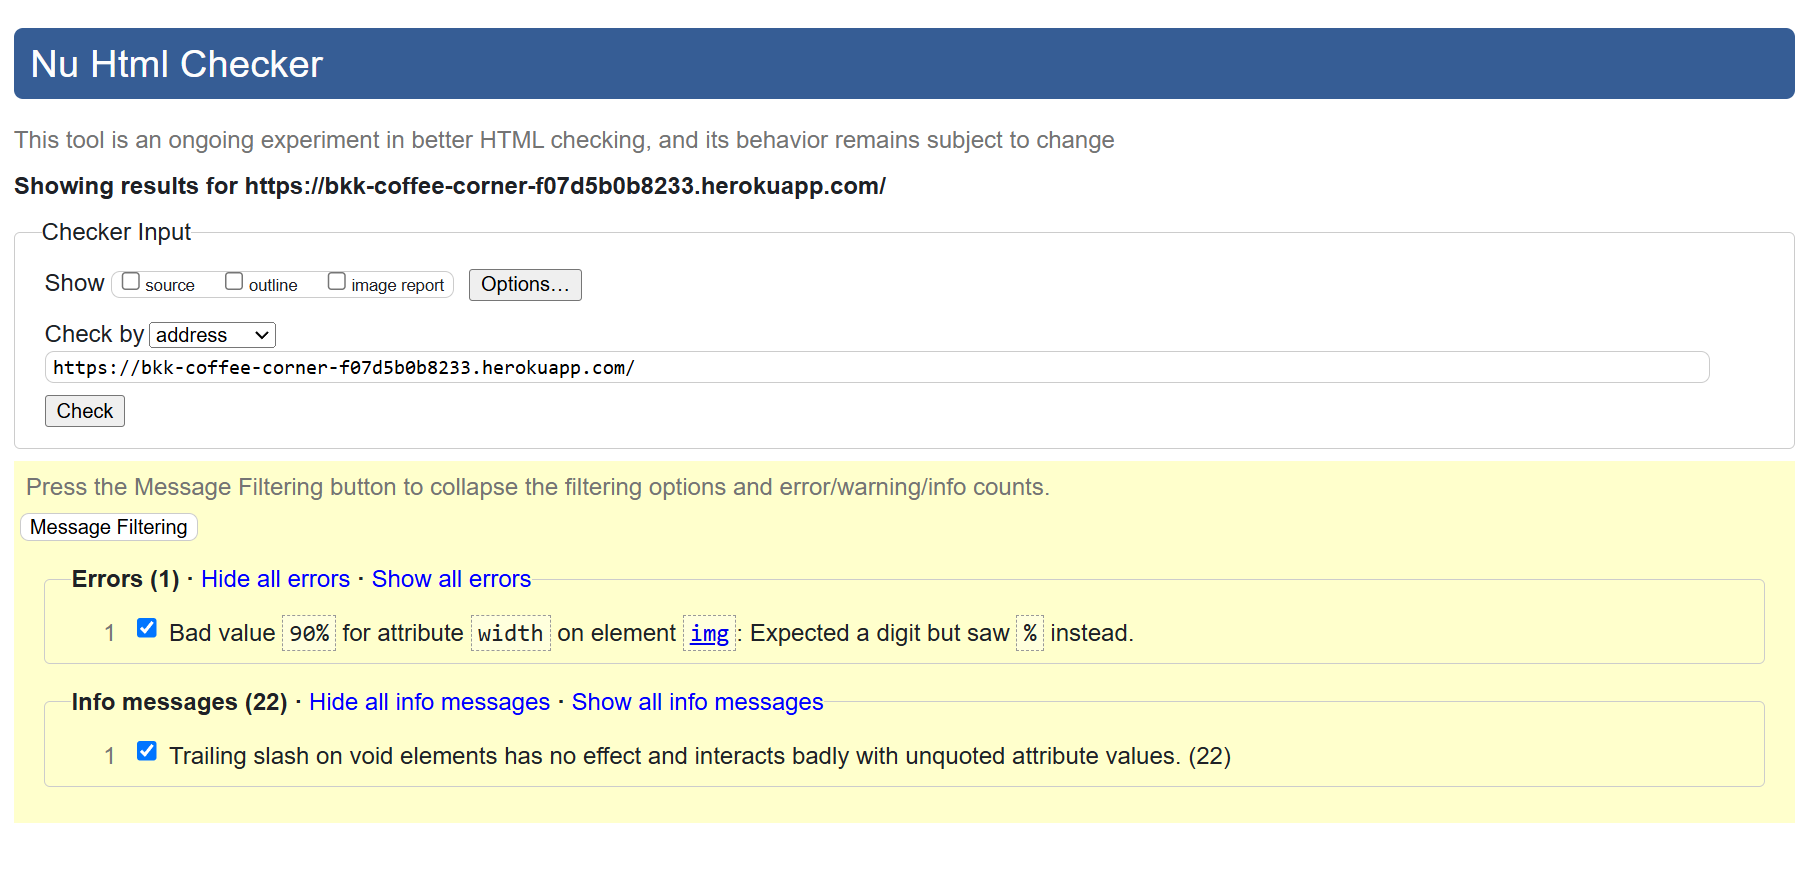 Nu Html Checker
This tool is an ongoing experiment in better HTML checking, and its behavior remains subject to change
Showing results for https://bkk-coffee-corner-f07d5b0b8233.herokuapp.com/
Checker Input
Show source outline image report Options...
Check by address
https://bkk-coffee-corner-f07d5b0b8233.herokuapp.com/
Check
Press the Message Filtering button to collapse the filtering options and error/warning/info counts.
Message Filtering
Errors (1) · Hide all errors · Show all errors
1 Bad value 90% for attribute width on element img: Expected a digit but saw % instead.
Info messages (22) · Hide all info messages · Show all info messages
1 Trailing slash on void elements has no effect and interacts badly with unquoted attribute values. (22)